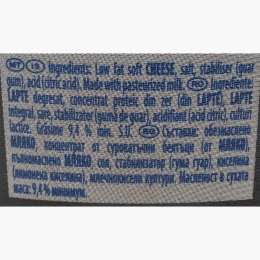 MT IS Ingredients: Low Fat soft CHEESE, salt, stabiliser (guar
gum), acid (citric acid). Made with pasteurized milk. RO Ingrediente:
LAPTE degresat, concentrat proteic din zer (din LAPTE), LAPTE
integral, sare, stabilizator (guma de guar), acidifiant (acid citric), culturi
lactice. Grăsime 9,4 % min. S.U. BG Съставки: обезмаслено
МЛЯКО, концентрат от суроватъчни белтъци (от МЛЯКО),
пълномаслено МЛЯКО, сол, стабилизатор (гума гуар), киселина
(лимонена киселина), млечнокисели култури. Масленост в сухата
маса: 9,4% минимум.